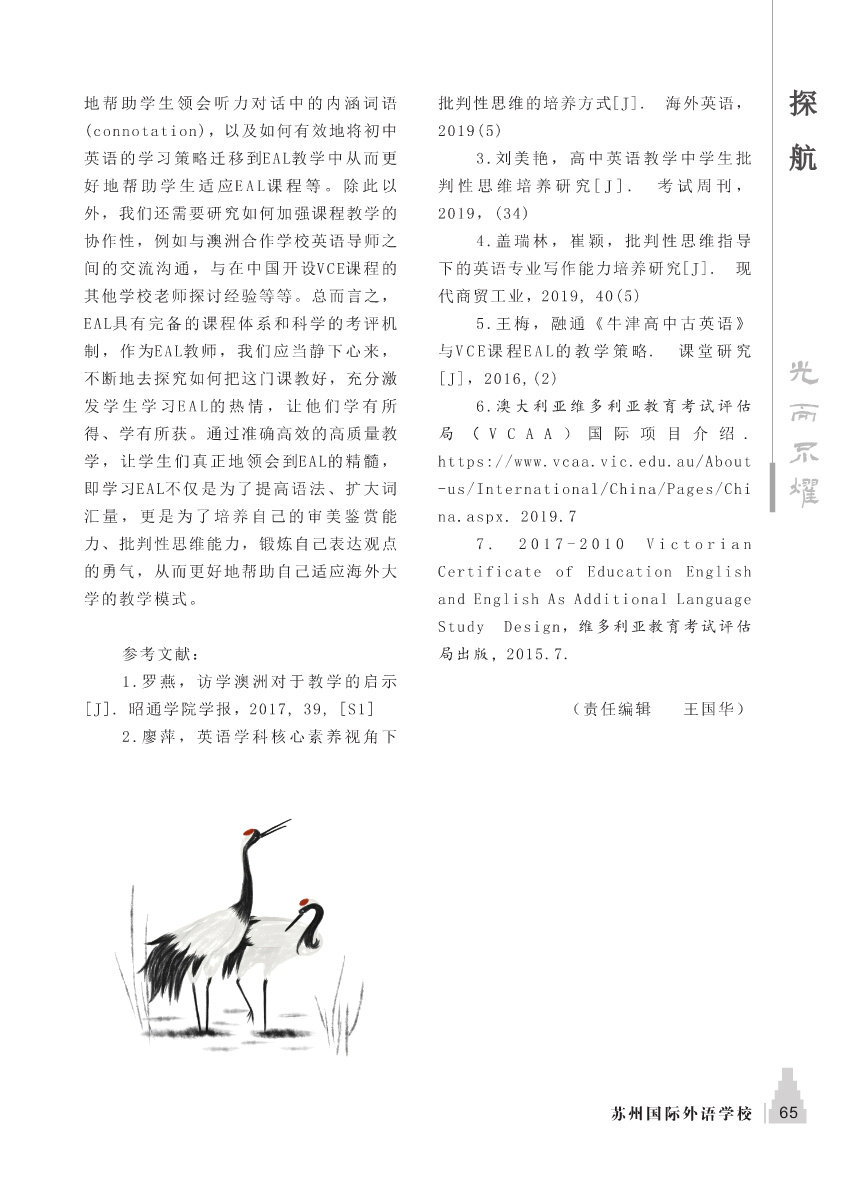 地帮助学生领会听力对话中的内涵词语
(connotation)，以及如何有效地将初中
英语的学习策略迁移到EAL教学中从而更
好地帮助学生适应EAL课程等。除此以
外，我们还需要研究如何加强课程教学的
协作性，例如与澳洲合作学校英语导师之
间的交流沟通，与在中国开设VCE课程的
其他学校老师探讨经验等等。总而言之，
EAL具有完备的课程体系和科学的考评机
制，作为EAL教师，我们应当静下心来，
不断地去探究如何把这门课教好，充分激
发学生学习EAL的热情，让他们学有所
得、学有所获。通过准确高效的高质量教
学，让学生们真正地领会到EAL的精髓，
即学习EAL不仅是为了提高语法、扩大词
汇量，更是为了培养自己的审美鉴赏能
力、批判性思维能力，锻炼自己表达观点
的勇气，从而更好地帮助自己适应海外大
学的教学模式。
参考文献：
1.罗燕，访学澳洲对于教学的启示
[J]. 昭通学院学报，2017, 39, [S1]
2.廖萍，英语学科核心素养视角下
批判性思维的培养方式[J]. 海外英语，
2019(5)
3.刘美艳，高中英语教学中学生批
判性思维培养研究[J]. 考试周刊，
2019，(34)
4.盖瑞林，崔颖，批判性思维指导
下的英语专业写作能力培养研究[J]. 现
代商贸工业，2019, 40(5)
5.王梅，融通《牛津高中古英语》
与VCE课程EAL的教学策略. 课堂研究
[J]，2016,(2)
6.澳大利亚维多利亚教育考试评估
局（VCAA）国际项目介绍.
https://www.vcaa.vic.edu.au/About
-us/International/China/Pages/Chi
na.aspx. 2019.7
7. 2017-2010 Victorian
Certificate of Education English
and English As Additional Language
Study Design,维多利亚教育考试评估
局出版, 2015.7.
（责任编辑 王国华）
探航
光而不耀
苏州国际外语学校 65